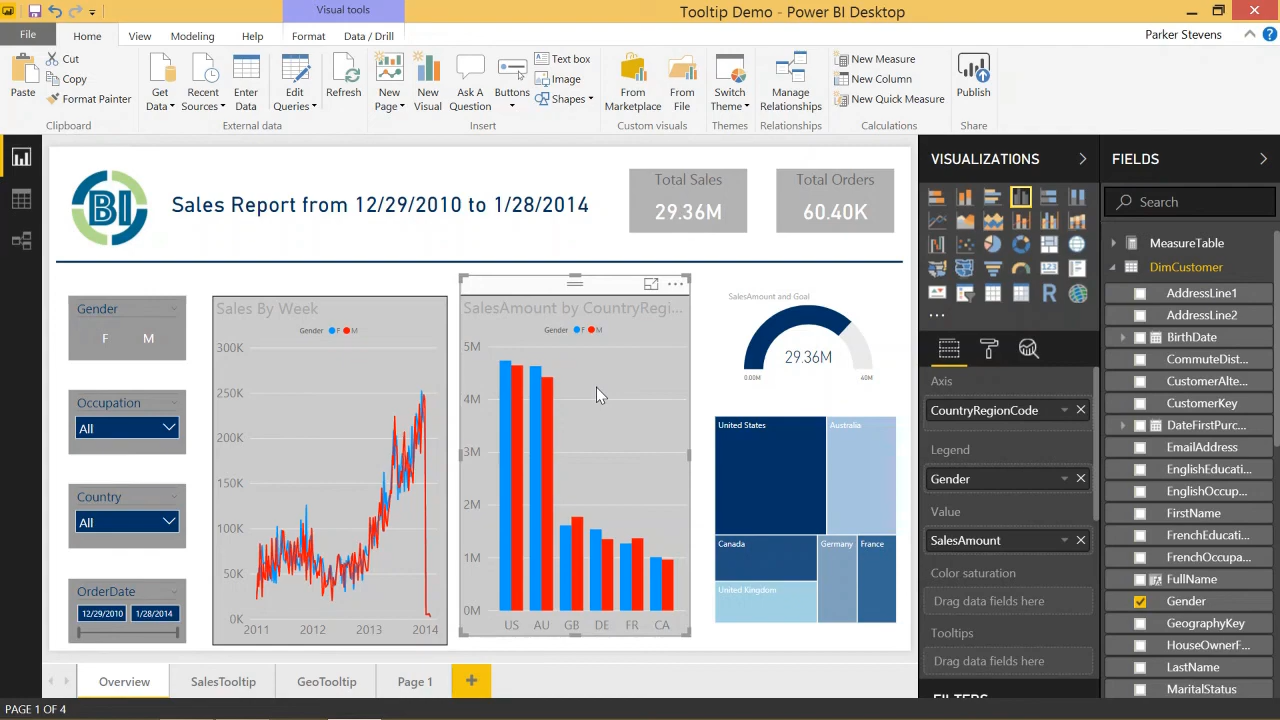 Visual tools
Tooltip Demo - Power BI Desktop
File
Home
View
Modeling
Help
Format
Data / Drill
Parker Stevens
Paste
Cut
Copy
Format Painter
Clipboard
Get Data
Recent Sources
Enter Data
Edit Queries
Refresh
External data
New Page
New Visual
Ask A Question
Buttons
Text box
Image
Shapes
Insert
From Marketplace
From File
Custom visuals
Switch Theme
Themes
Manage Relationships
Relationships
New Measure
New Column
New Quick Measure
Calculations
Publish
Share
BI
Sales Report from 12/29/2010 to 1/28/2014
Total Sales
29.36M
Total Orders
60.40K
Gender
F M
Occupation
All
Country
All
OrderDate
12/29/2010 1/28/2014
Sales By Week
Gender F M
300K
250K
200K
150K
100K
50K
0K
2011 2012 2013 2014
SalesAmount by CountryRegi...
Gender F M
5M
4M
3M
2M
1M
0M
US AU GB DE FR CA
SalesAmount and Goal
29.36M
0.00M 40M
United States
Australia
Canada
Germany
France
United Kingdom
VISUALIZATIONS
R
123
Axis
CountryRegionCode
Legend
Gender
Value
SalesAmount
Color saturation
Drag data fields here
Tooltips
Drag data fields here
FILTERS
FIELDS
Search
MeasureTable
DimCustomer
AddressLine1
AddressLine2
BirthDate
CommuteDist...
CustomerAlte...
CustomerKey
DateFirstPurc...
EmailAddress
EnglishEducati...
EnglishOccup...
FirstName
FrenchEducati...
FrenchOccupa...
FullName
Gender
GeographyKey
HouseOwnerF...
LastName
MaritalStatus
Overview
SalesTooltip
GeoTooltip
Page 1
PAGE 1 OF 4